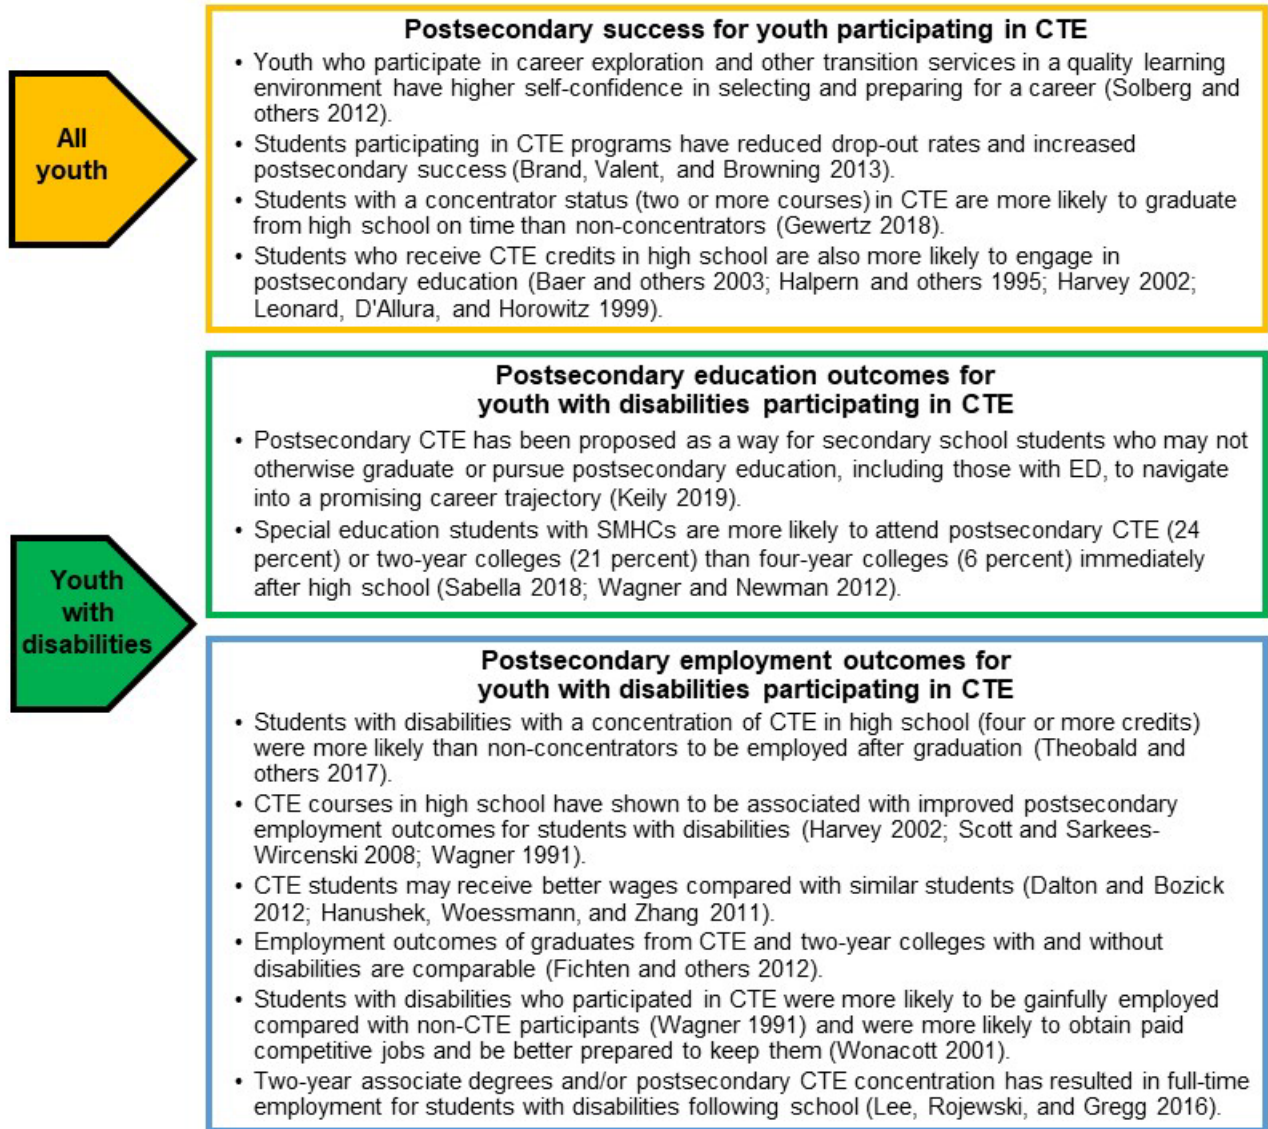 All
youth
Postsecondary success for youth participating in CTE
• Youth who participate in career exploration and other transition services in a quality learning
environment have higher self-confidence in selecting and preparing for a career (Solberg and
others 2012).
• Students participating in CTE programs have reduced drop-out rates and increased
postsecondary success (Brand, Valent, and Browning 2013).
• Students with a concentrator status (two or more courses) in CTE are more likely to graduate
from high school on time than non-concentrators (Gewertz 2018).
• Students who receive CTE credits in high school are also more likely to engage in
postsecondary education (Baer and others 2003; Halpern and others 1995; Harvey 2002;
Leonard, D'Allura, and Horowitz 1999).
Youth
with
disabilities
Postsecondary education outcomes for
youth with disabilities participating in CTE
• Postsecondary CTE has been proposed as a way for secondary school students who may not
otherwise graduate or pursue postsecondary education, including those with ED, to navigate
into a promising career trajectory (Keily 2019).
• Special education students with SMHCs are more likely to attend postsecondary CTE (24
percent) or two-year colleges (21 percent) than four-year colleges (6 percent) immediately
after high school (Sabella 2018; Wagner and Newman 2012).
Postsecondary employment outcomes for
youth with disabilities participating in CTE
• Students with disabilities with a concentration of CTE in high school (four or more credits)
were more likely than non-concentrators to be employed after graduation (Theobald and
others 2017).
• CTE courses in high school have shown to be associated with improved postsecondary
employment outcomes for students with disabilities (Harvey 2002; Scott and Sarkees-
Wircenski 2008; Wagner 1991).
• CTE students may receive better wages compared with similar students (Dalton and Bozick
2012; Hanushek, Woessmann, and Zhang 2011).
• Employment outcomes of graduates from CTE and two-year colleges with and without
disabilities are comparable (Fichten and others 2012).
• Students with disabilities who participated in CTE were more likely to be gainfully employed
compared with non-CTE participants (Wagner 1991) and were more likely to obtain paid
competitive jobs and be better prepared to keep them (Wonacott 2001).
• Two-year associate degrees and/or postsecondary CTE concentration has resulted in full-time
employment for students with disabilities following school (Lee, Rojewski, and Gregg 2016).